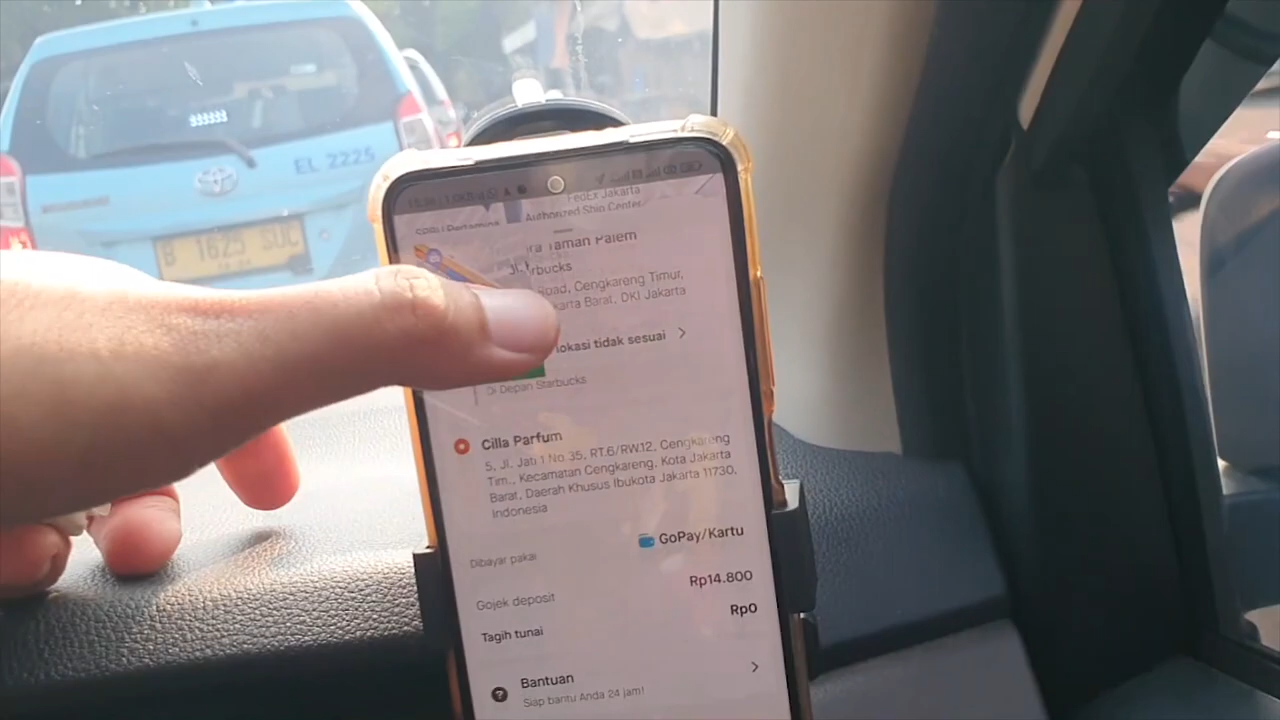 EL 2225
B 1625 SUC
FedEx Jakarta
Authorized Ship Center
Taman Palem
Jl.
Road, Cengkareng Timur,
Barat, DKI Jakarta
lokasi tidak sesuai
Di Depan Starbucks
Cilla Parfum
5, Jl. Jati 1 No.35, RT.6/RW.12, Cengkareng
Tim., Kecamatan Cengkareng, Kota Jakarta
Barat, Daerah Khusus Ibukota Jakarta 11730,
Indonesia
Dibayar pakai
GoPay/Kartu
Gojek deposit
Rp14.800
Tagih tunai
Rp0
Bantuan
Siap bantu Anda 24 jam!